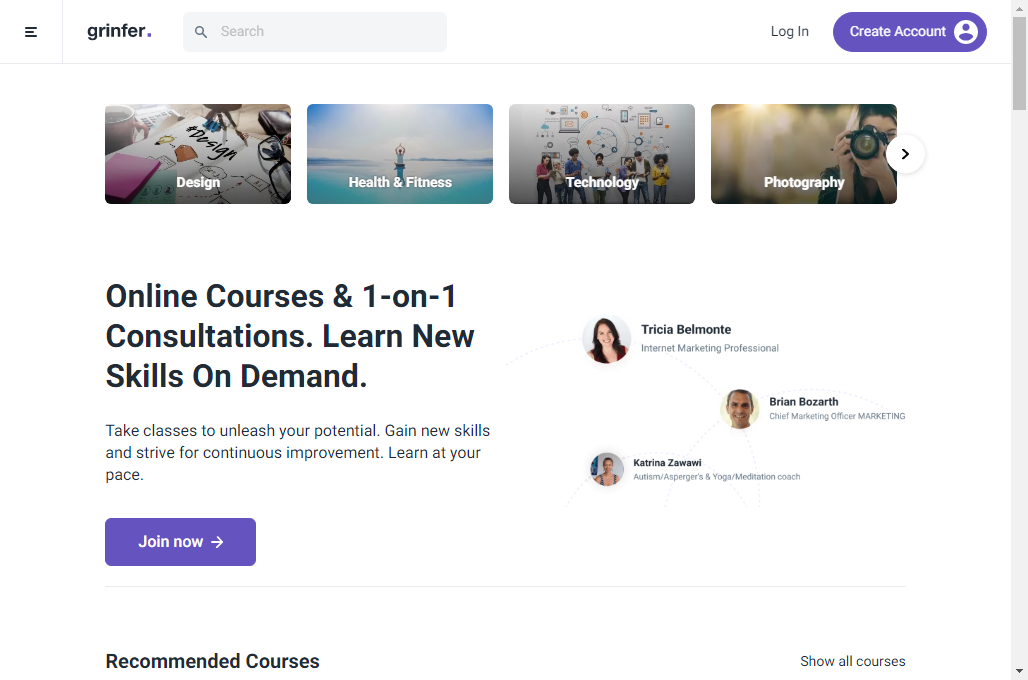 grinfer.
Search
Log In
Create Account
#Design
Design
Health & Fitness
Technology
Photography
Online Courses & 1-on-1
Consultations. Learn New
Skills On Demand.
Take classes to unleash your potential. Gain new skills
and strive for continuous improvement. Learn at your
pace.
Join now
Tricia Belmonte
Internet Marketing Professional
Brian Bozarth
Chief Marketing Officer MARKETING
Katrina Zawawi
Autism/Asperger's & Yoga/Meditation coach
Recommended Courses
Show all courses